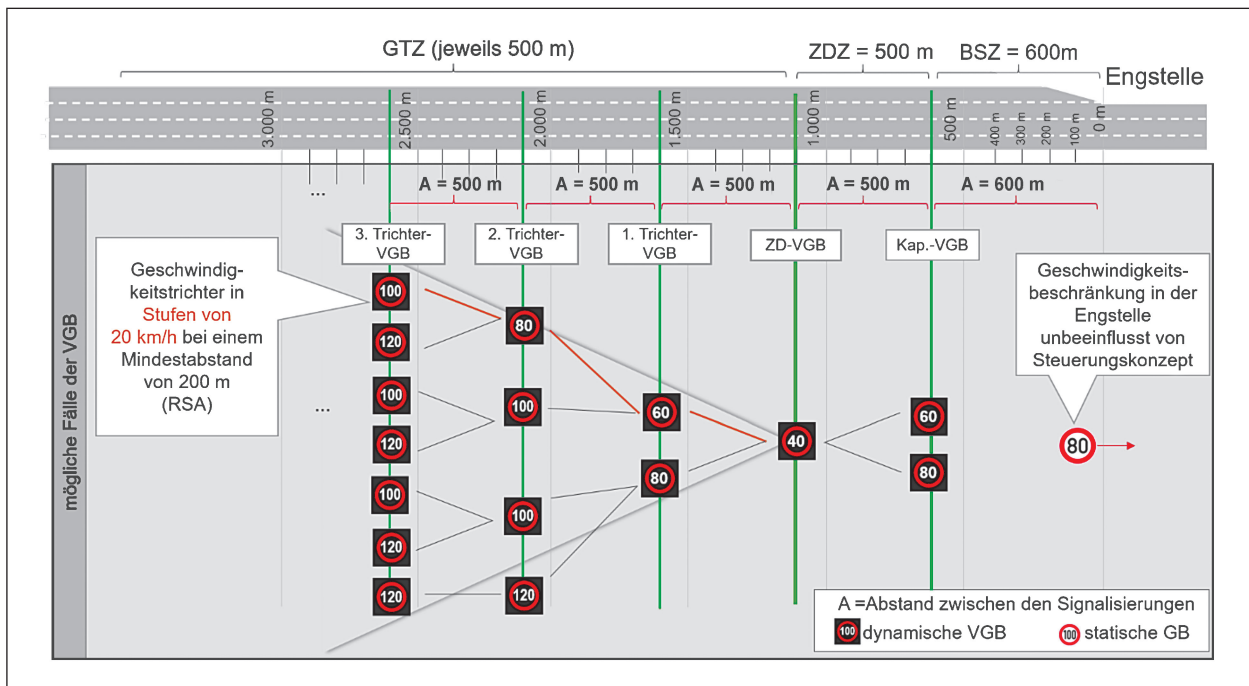 GTZ (jeweils 500 m)
ZDZ = 500 m
BSZ = 600m
Engstelle
3.000 m
2.500 m
2.000 m
1.500 m
1.000 m
500 m
400 m
300 m
200 m
100 m
0 m
...
A = 500 m
A = 500 m
A = 500 m
A = 500 m
A = 600 m
mögliche Fälle der VGB
3. Trichter-
VGB
2. Trichter-
VGB
1. Trichter-
VGB
ZD-VGB
Kap.-VGB
Geschwindig-
keitstrichter in
Stufen von
20 km/h bei einem
Mindestabstand
von 200 m
(RSA)
...
100
120
100
120
100
120
120
80
100
100
120
60
80
40
60
80
Geschwindigkeits-
beschränkung in der
Engstelle
unbeeinflusst von
Steuerungskonzept
80
A =Abstand zwischen den Signalisierungen
100 dynamische VGB
100 statische GB